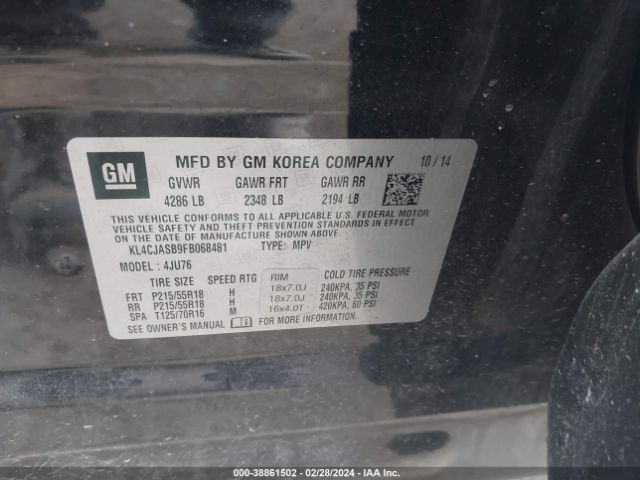 GM
MFD BY GM KOREA COMPANY 10/14
GVWR GAWR FRT GAWR RR
4286 LB 2348 LB 2194 LB
THIS VEHICLE CONFORMS TO ALL APPLICABLE U.S. FEDERAL MOTOR
VEHICLE SAFETY AND THEFT PREVENTION STANDARDS IN EFFECT
ON THE DATE OF MANUFACTURE SHOWN ABOVE.
KL4CJASB9FB068481 TYPE: MPV
MODEL : 4JU76
TIRE SIZE SPEED RTG RIM COLD TIRE PRESSURE
FRT P215/55R18 H 18x7.0J 240KPA, 35 PSI
RR P215/55R18 H 18x7.0J 240KPA, 35 PSI
SPA T125/70R16 M 16x4.0T 420KPA, 60 PSI
SEE OWNER'S MANUAL FOR MORE INFORMATION.
000-38861502 - 02/28/2024 - IAA Inc.